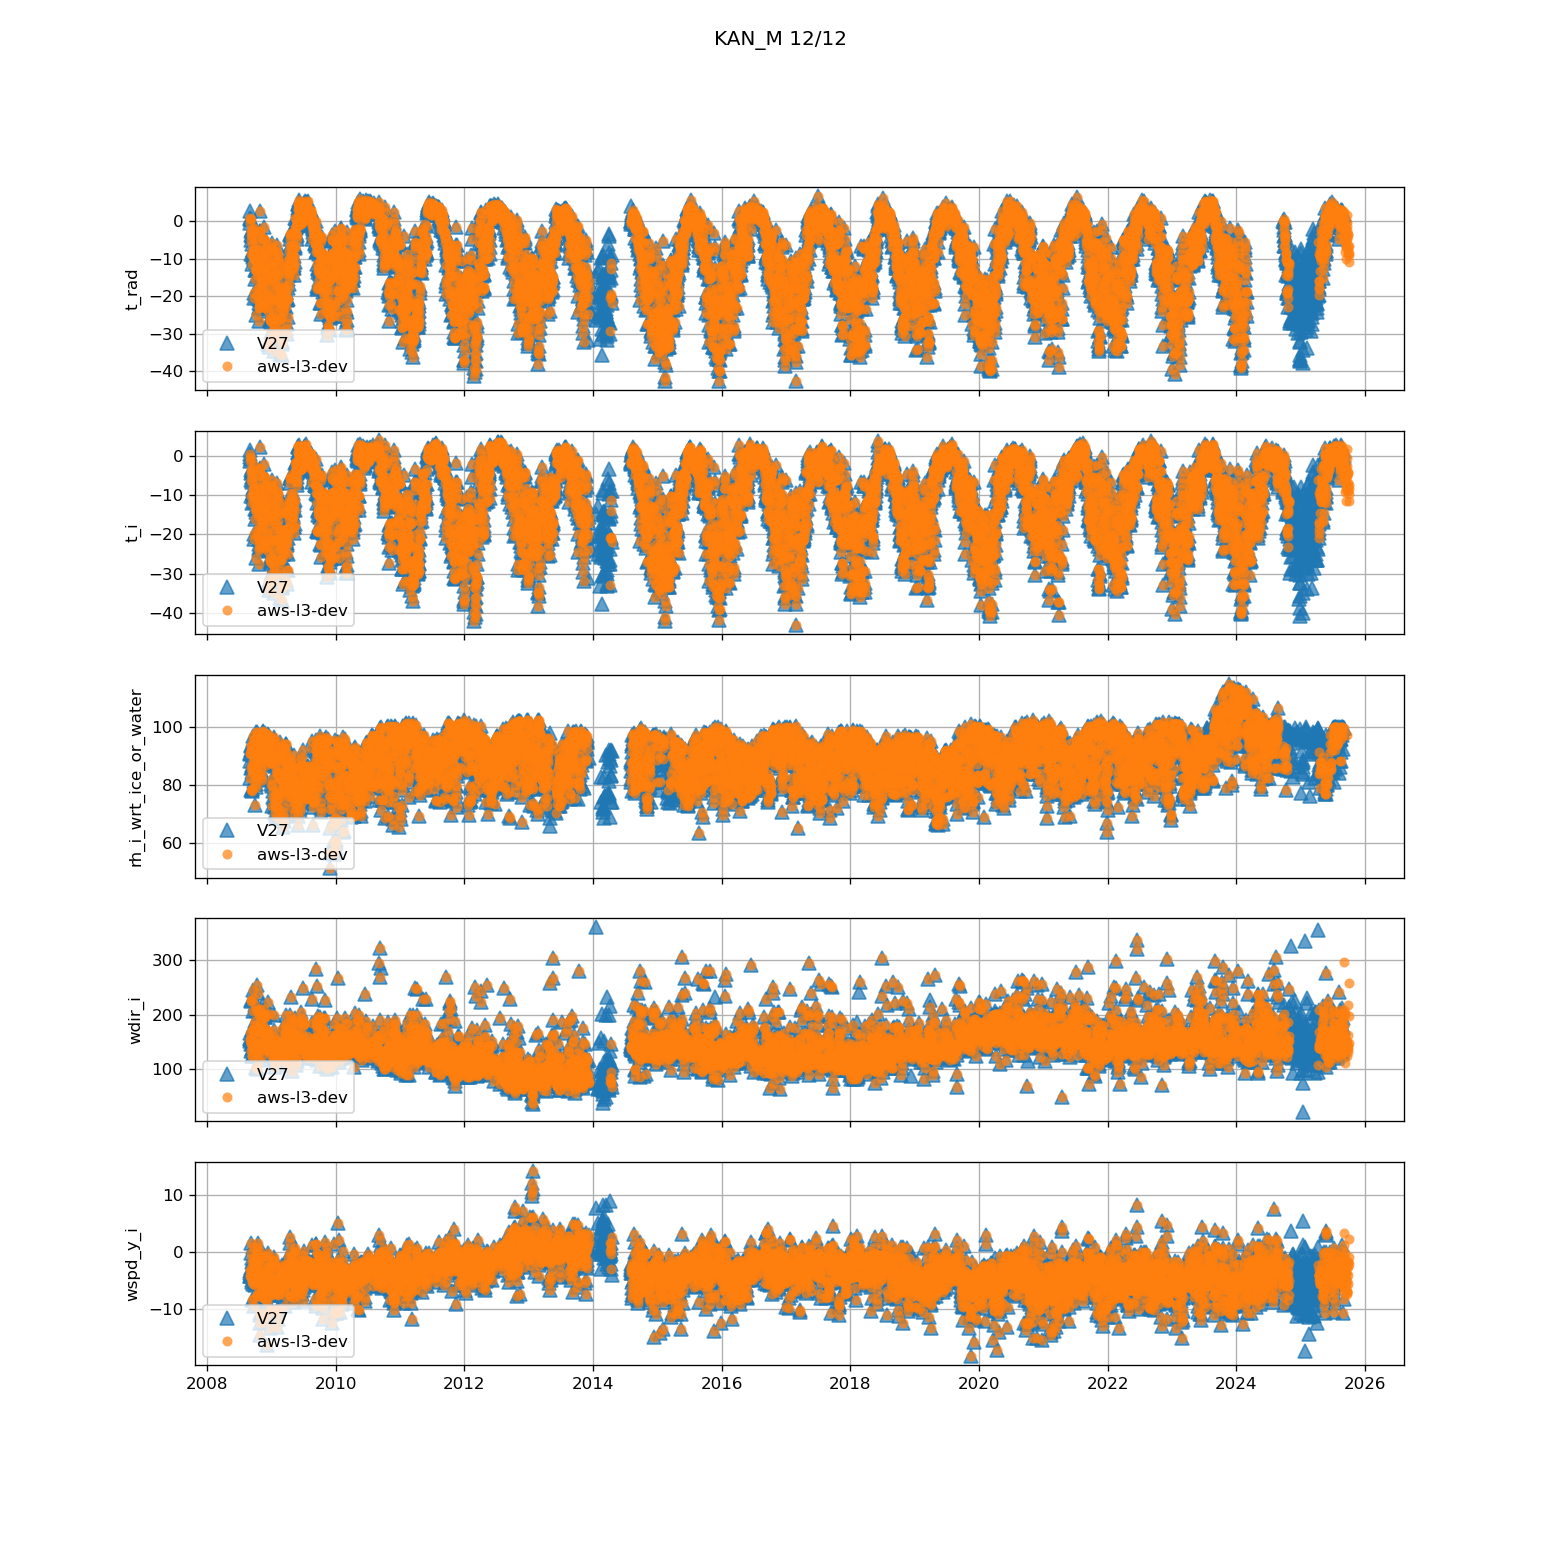 KAN_M 12/12
0
−10
−20
−30
−40
t_rad
V27
aws-l3-dev
0
−10
−20
−30
−40
t_i
V27
aws-l3-dev
100
80
60
rh_i_wrt_ice_or_water
V27
aws-l3-dev
300
200
100
wdir_i
V27
aws-l3-dev
10
0
−10
wspd_y_i
V27
aws-l3-dev
2008 2010 2012 2014 2016 2018 2020 2022 2024 2026